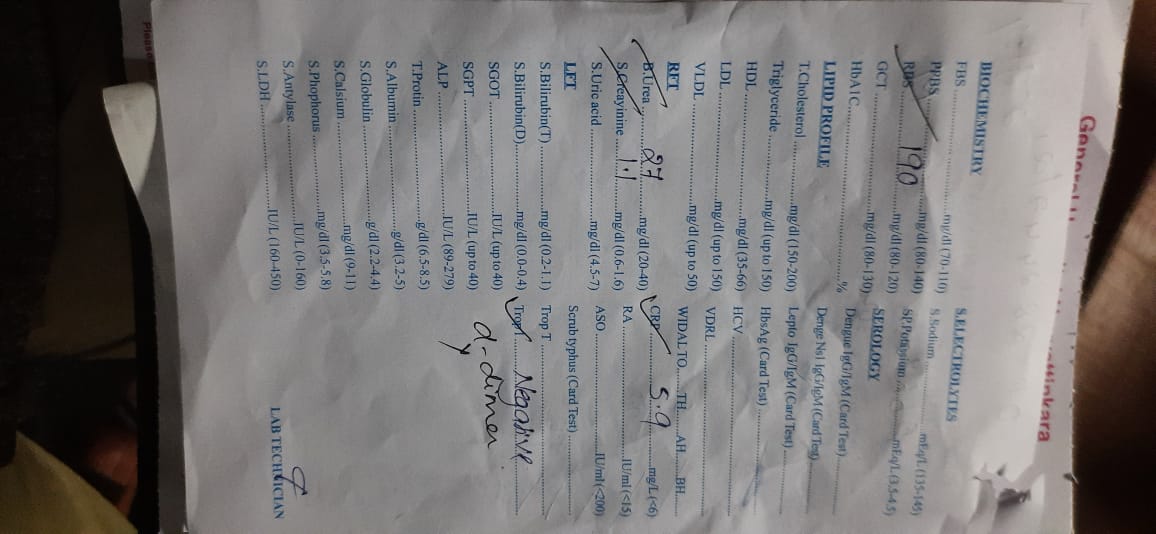 BIOCHEMISTRY
FBS ........ mg/dl (70-110)
PPBS ........ mg/dl (80-140)
RBS ... 190 ... mg/dl (80-120)
GCT ........ mg/dl (80-130)
HbA1C ........ %
LIPID PROFILE
T.Cholesterol ........ mg/dl (150-200)
Triglyceride ........ mg/dl (up to 150)
HDL ........ mg/dl (35-66)
LDL ........ mg/dl (up to 150)
VLDL ........ mg/dl (up to 50)
RFT
B.Urea ... 27 ... mg/dl (20-40)
S.Creayinine ... 1.1 ... mg/dl (0.6-1.6)
S.Uric acid ........ mg/dl (4.5-7)
LFT
S.Bilirubin(T) ........ mg/dl (0.2-1.1)
S.Bilirubin(D) ........ mg/dl (0.0-0.4)
SGOT ........ IU/L (up to 40)
SGPT ........ IU/L (up to 40)
ALP ........ IU/L (89-279)
T.Protin ........ g/dl (6.5-8.5)
S.Albumin ........ g/dl (3.2-5)
S.Globulin ........ g/dl (2.2-4.4)
S.Calsium ........ mg/dl (9-11)
S.Phophorus ........ mg/dl (3.5-5.8)
S.Amylase ........ IU/L (0-160)
S.LDH ........ IU/L (160-450)
S.ELECTROLYTES
S.Sodium ........ mEq/L (135-145)
........ mEq/L (3.5-4.5)
SEROLOGY
Dengue IgG/IgM (Card Test) ........
Denge Ns1 IgG/IgM (Card Test) ........
Lepto IgG/IgM (Card Test) ........
HbsAg (Card Test) ........
HCV ........
VDRL ........
WIDAL TO ...... TH ...... AH ...... BH ......
CRP ... 5.9 ... mg/L (<6)
RA ........ IU/ml (<15)
ASO ........ IU/ml (<200)
Scrub typhus (Card Test) ........
Trop T ........
TropI ... Negative
d-dimer
LAB TECHNICIAN